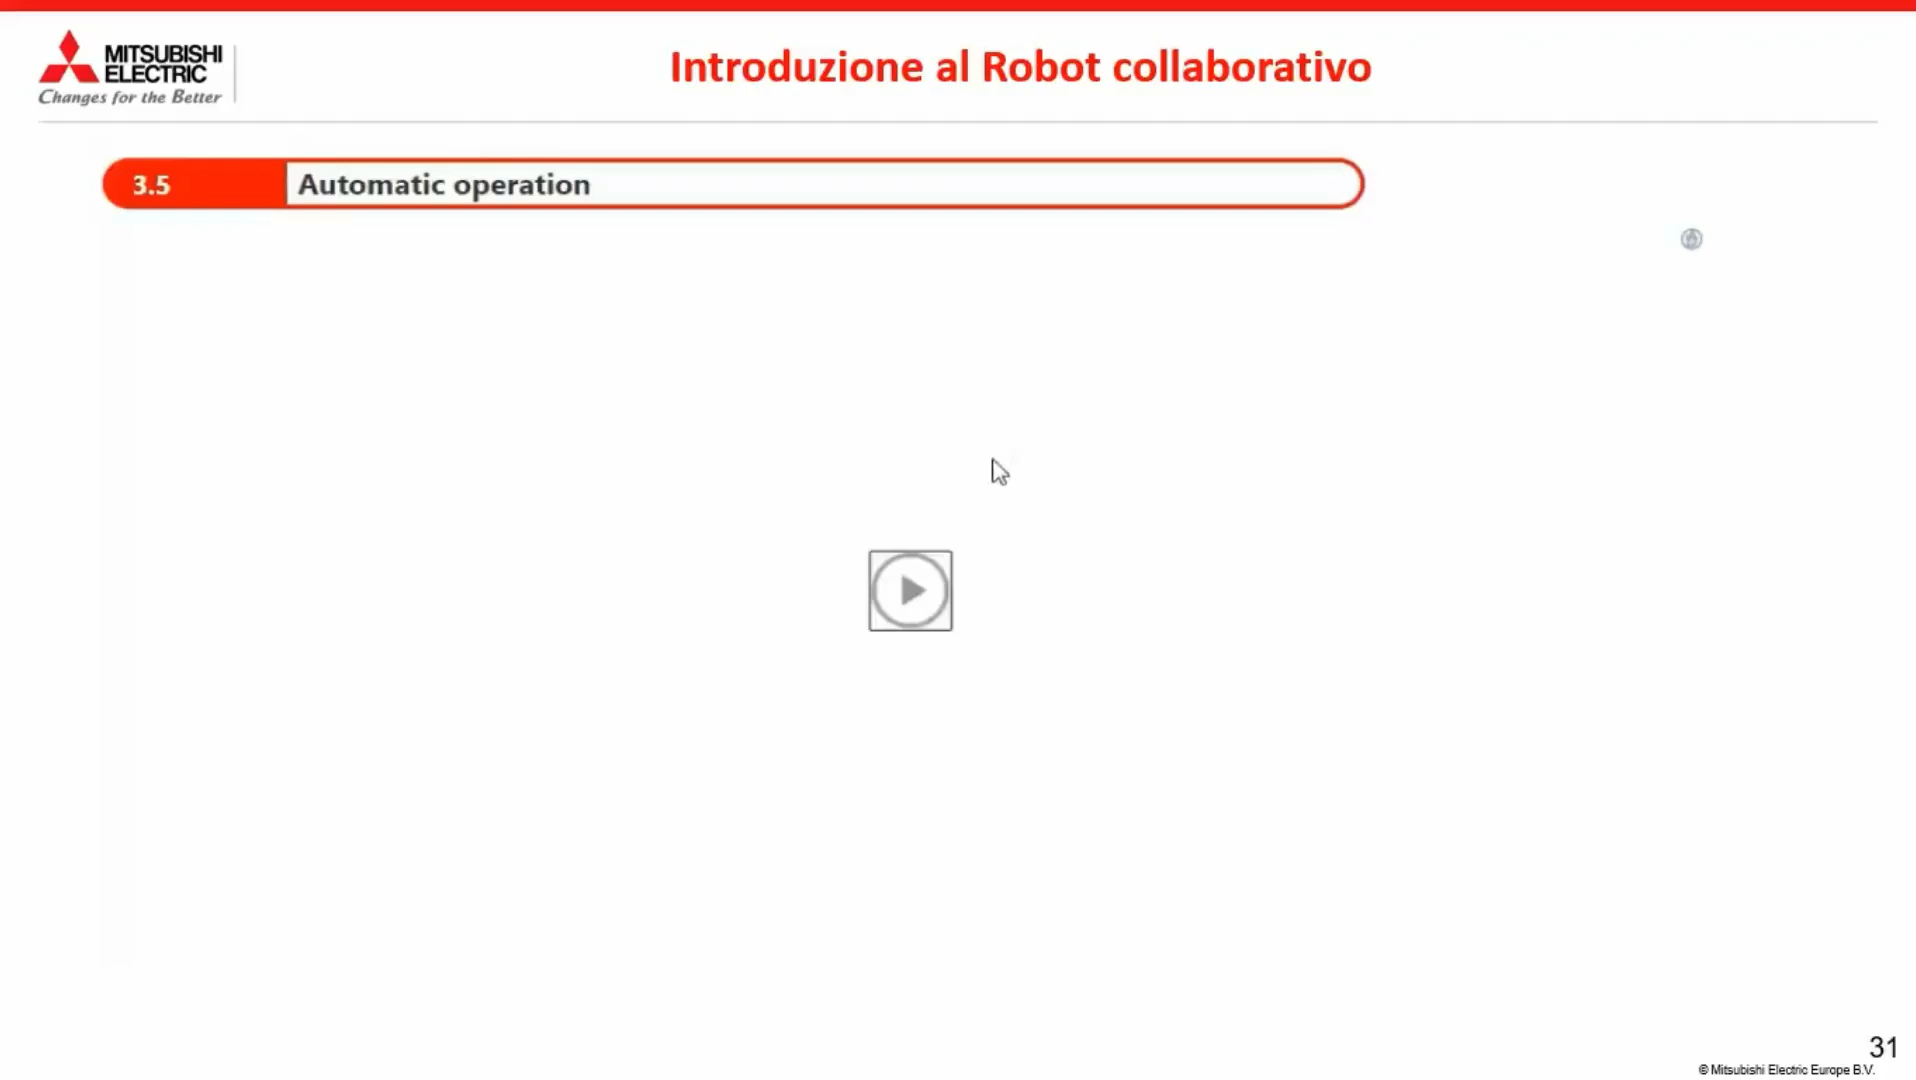 MITSUBISHI
ELECTRIC
Changes for the Better
Introduzione al Robot collaborativo
3.5 Automatic operation
31
© Mitsubishi Electric Europe B.V.